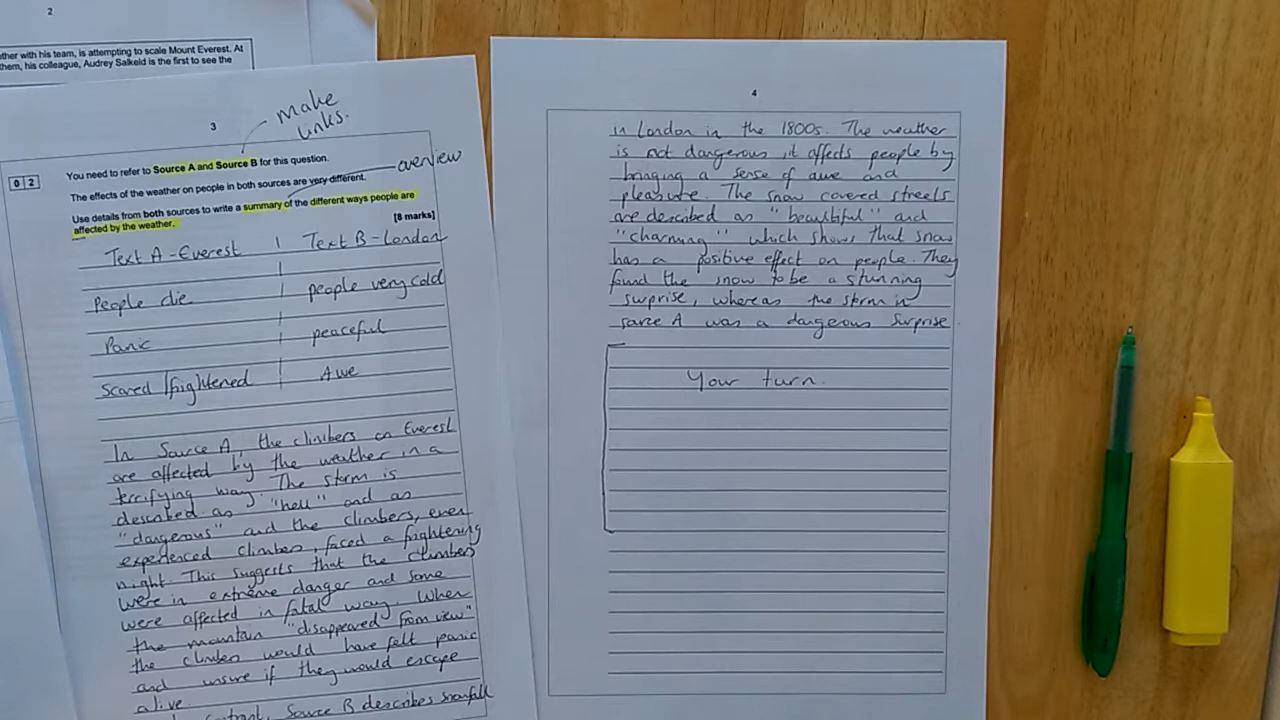 2
ther with his team, is attempting to scale Mount Everest. At
them, his colleague, Audrey Salkeld is the first to see the
make
links.
3
You need to refer to Source A and Source B for this question.
overview
0 2
The effects of the weather on people in both sources are very different.
Use details from both sources to write a summary of the different ways people are
affected by the weather.
[8 marks]
Text A - Everest | Text B - London
People die | people very cold
Panic | peaceful
Scared / frightened | Awe
In Source A, the climbers on Everest
are affected by the weather in a
terrifying way. The storm is
described as "hell" and as
"dangerous" and the climbers, even
experienced climbers, faced a frightening
night. This suggests that the climbers
were in extreme danger and some
were affected in fatal way. When
the mountain "disappeared from view"
the climbers would have felt panic
and unsure if they would escape
alive.
contrast, Source B describes snowfall
4
in London in the 1800s. The weather
is not dangerous, it affects people by
bringing a sense of awe and
pleasure. The snow covered streets
are described as "beautiful" and
"charming" which shows that snow
has a positive effect on people. They
found the snow to be a stunning
surprise, whereas the storm in
source A was a dangeous surprise
Your turn.